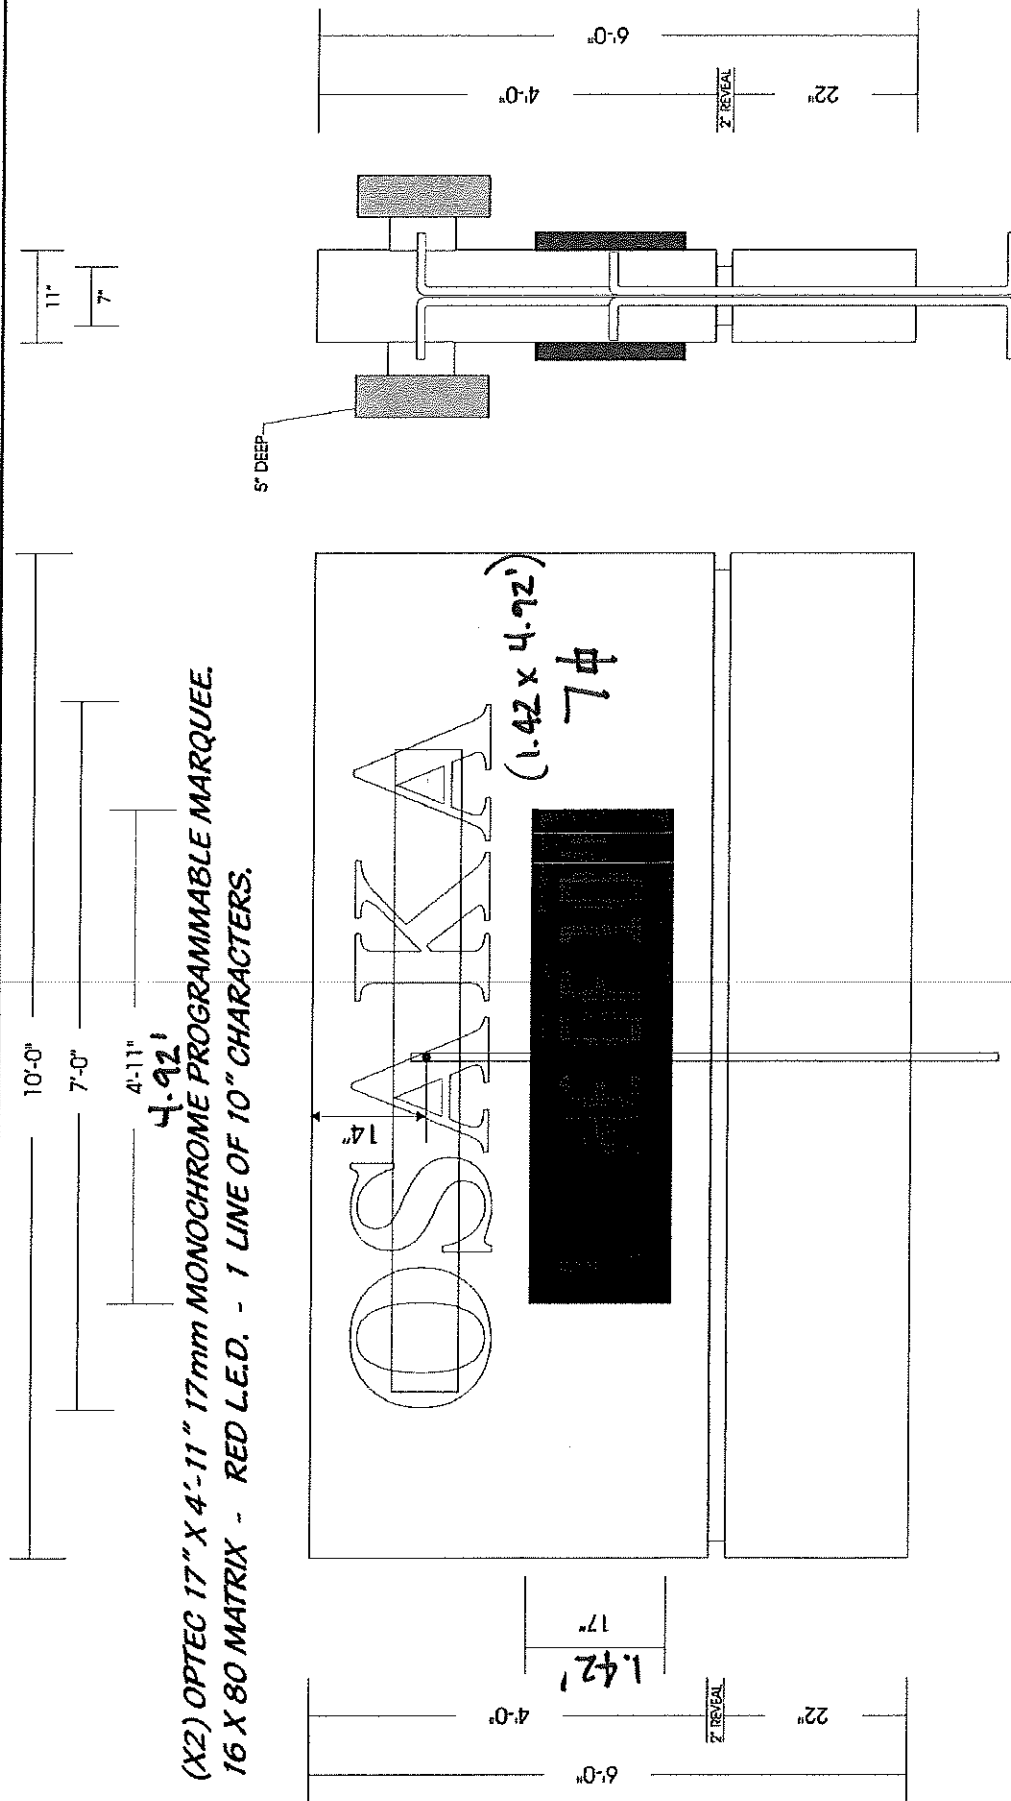 10'-0"
7'-0"
4'-11"
4.92'
(X2) OPTEC 17" X 4'-11" 17mm MONOCHROME PROGRAMMABLE MARQUEE.
16 X 80 MATRIX - RED L.E.D. - 1 LINE OF 10" CHARACTERS.
6'-0"
4'-0"
2" REVEAL
22"
17"
1.42'
14"
OSAKA
(1.42 x 4.92')
7
11"
7"
5" DEEP
6'-0"
4'-0"
2" REVEAL
22"